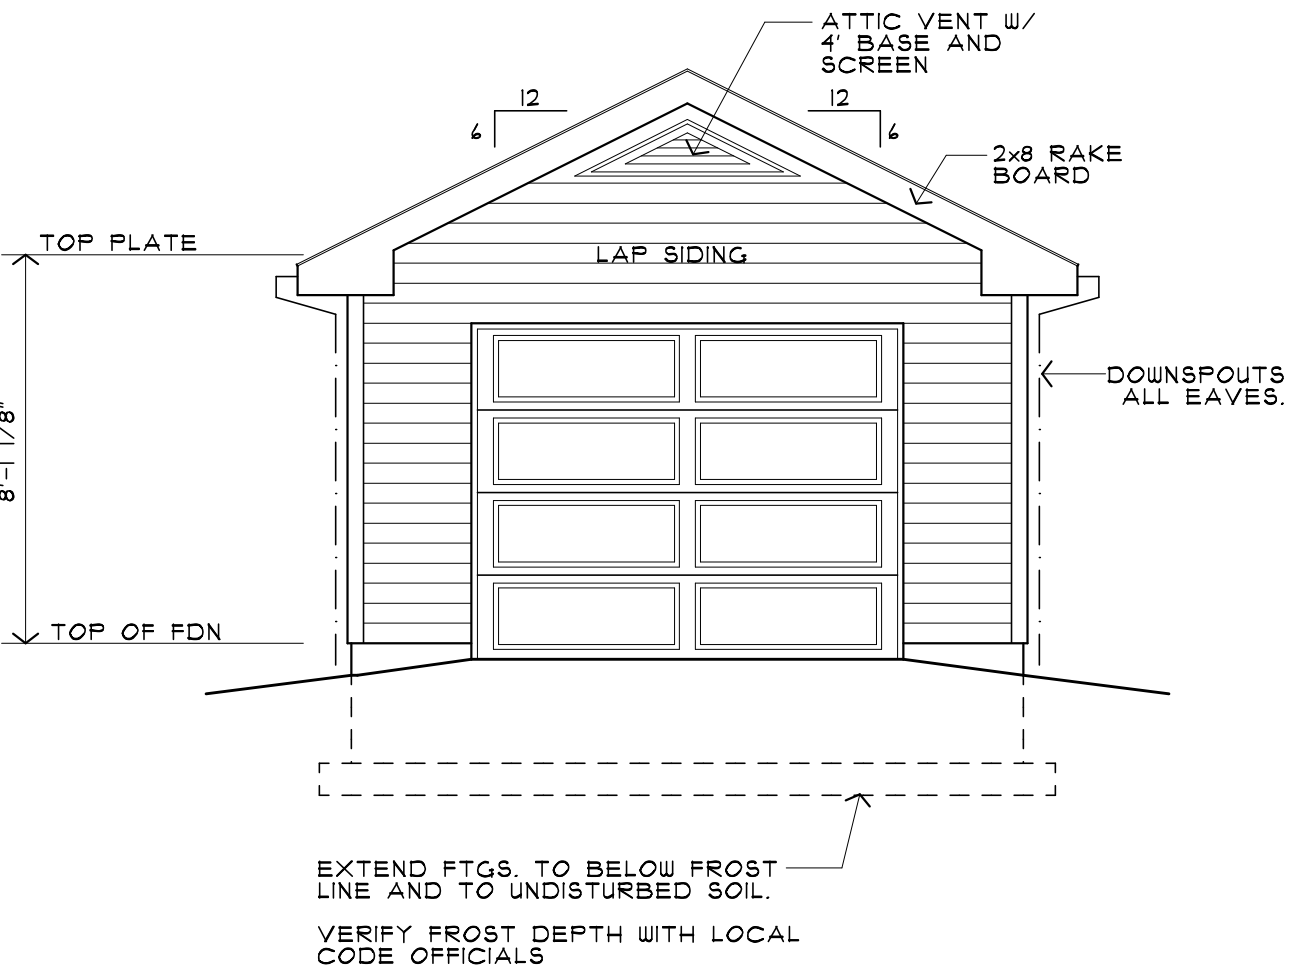 ATTIC VENT W/
4' BASE AND
SCREEN
12
6
12
6
2x8 RAKE
BOARD
TOP PLATE
LAP SIDING
DOWNSPOUTS
ALL EAVES.
8'-1 1/8"
TOP OF FDN
EXTEND FTGS. TO BELOW FROST
LINE AND TO UNDISTURBED SOIL.
VERIFY FROST DEPTH WITH LOCAL
CODE OFFICIALS